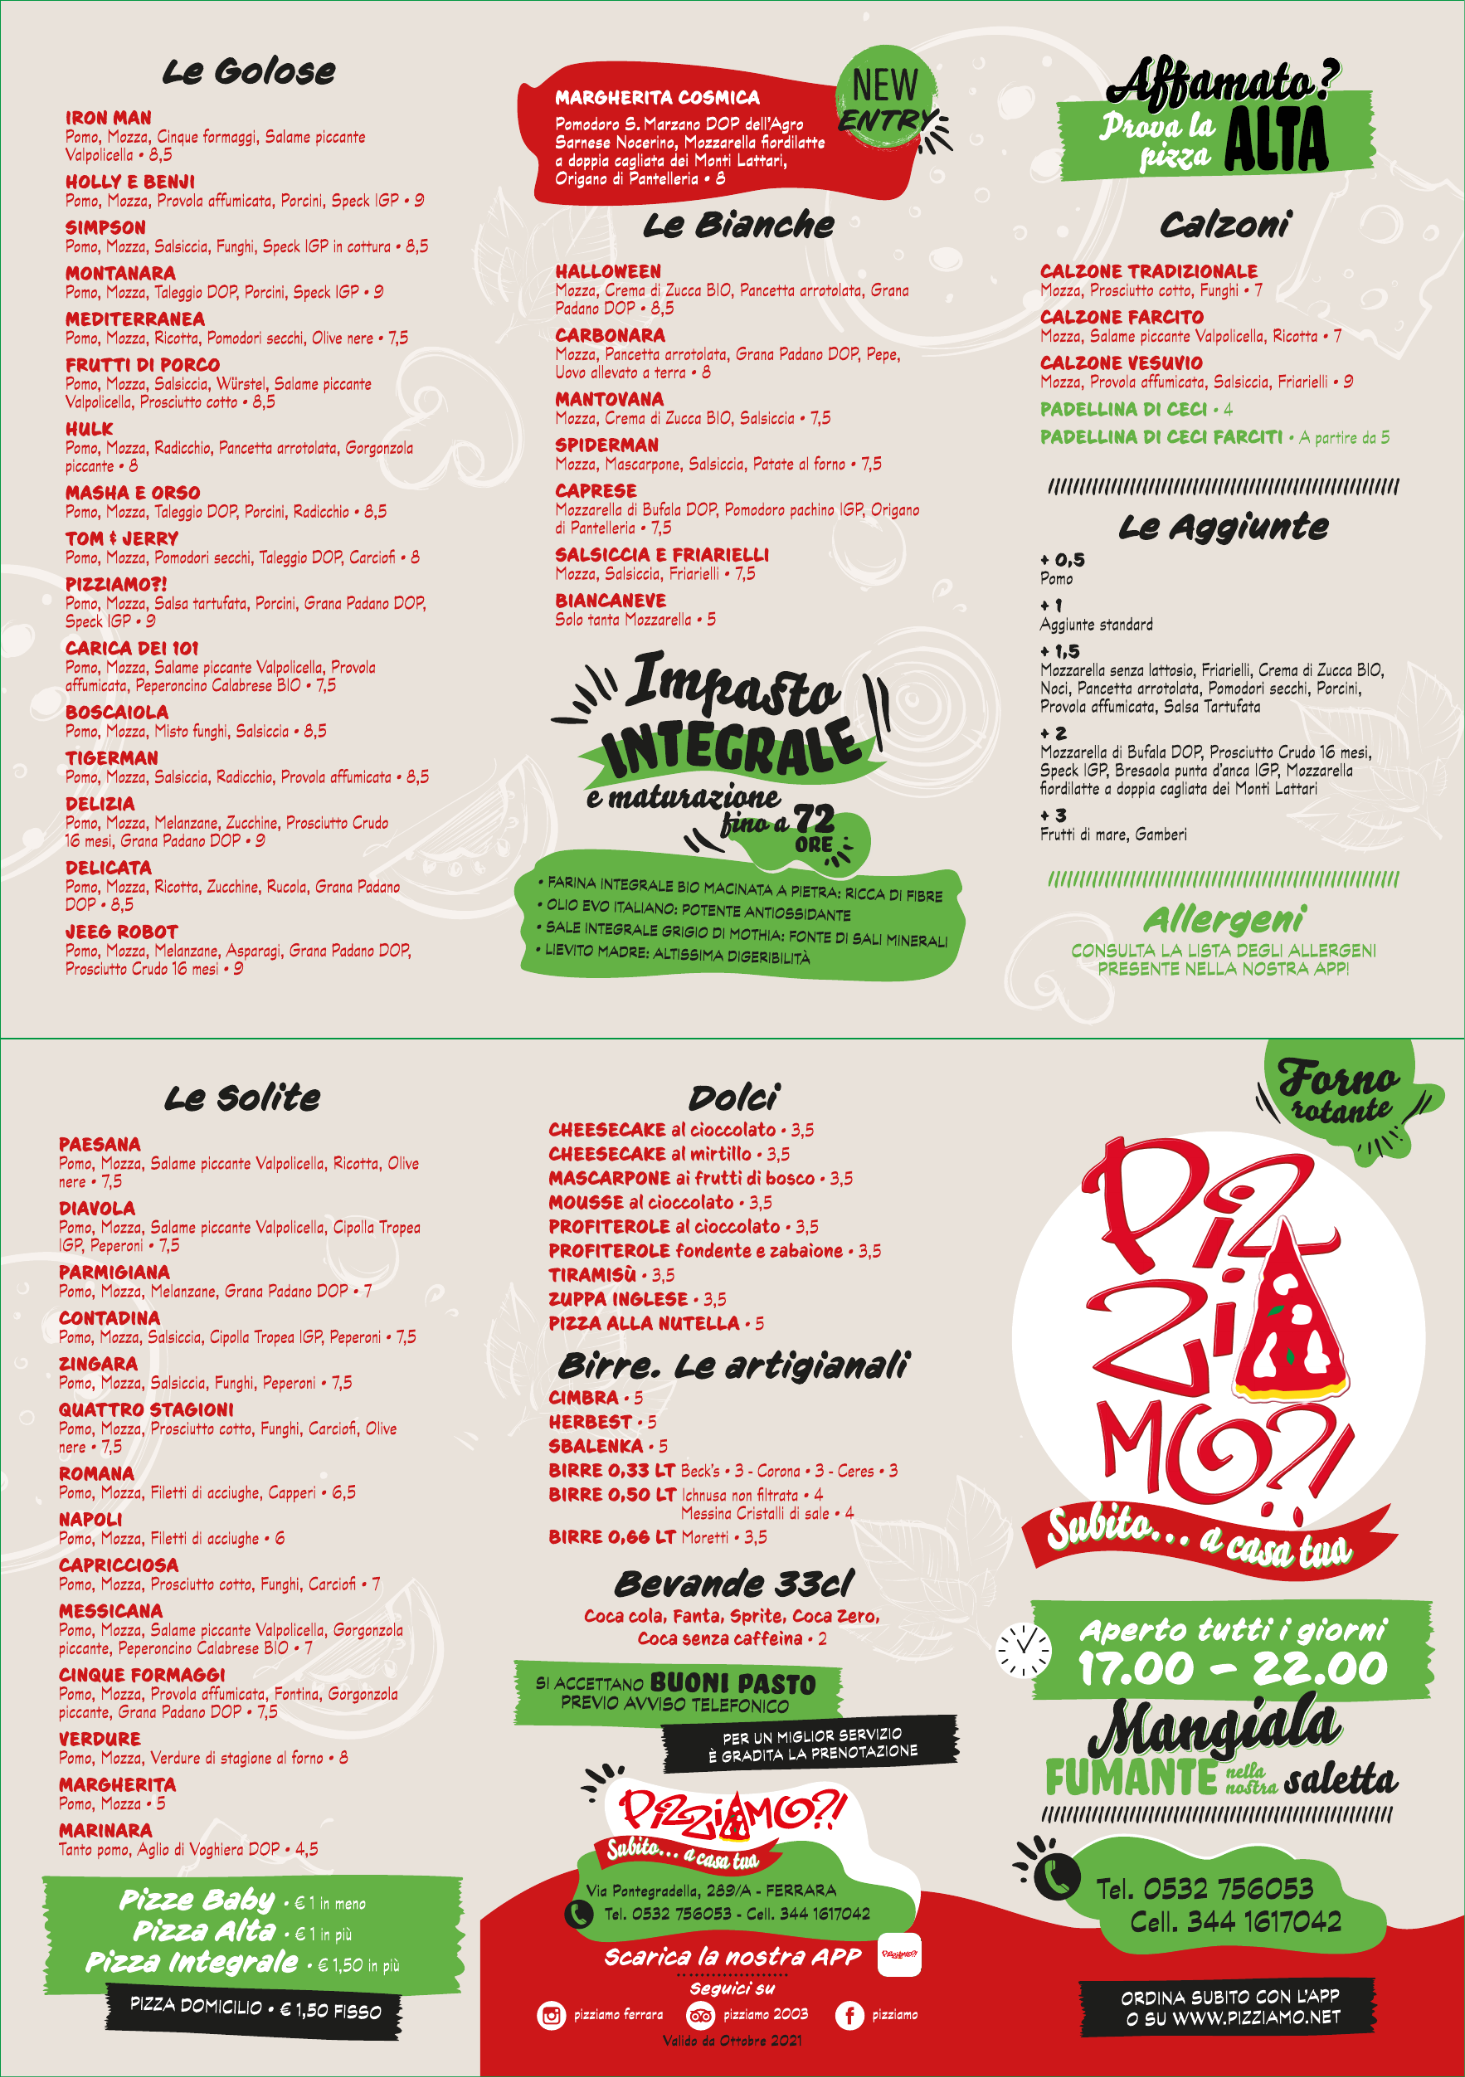 Le Golose
IRON MAN
Pomo, Mozza, Cinque formaggi, Salame piccante
Valpolicella • 8,5
HOLLY E BENJI
Pomo, Mozza, Provola affumicata, Porcini, Speck IGP • 9
SIMPSON
Pomo, Mozza, Salsiccia, Funghi, Speck IGP in cottura • 8,5
MONTANARA
Pomo, Mozza, Taleggio DOP, Porcini, Speck IGP • 9
MEDITERRANEA
Pomo, Mozza, Ricotta, Pomodori secchi, Olive nere • 7,5
FRUTTI DI PORCO
Pomo, Mozza, Salsiccia, Würstel, Salame piccante
Valpolicella, Prosciutto cotto • 8,5
HULK
Pomo, Mozza, Radicchio, Pancetta arrotolata, Gorgonzola
piccante • 8
MASHA E ORSO
Pomo, Mozza, Taleggio DOP, Porcini, Radicchio • 8,5
TOM & JERRY
Pomo, Mozza, Pomodori secchi, Taleggio DOP, Carciofi • 8
PIZZIAMO?!
Pomo, Mozza, Salsa tartufata, Porcini, Grana Padano DOP,
Speck IGP • 9
CARICA DEI 101
Pomo, Mozza, Salame piccante Valpolicella, Provola
affumicata, Peperoncino Calabrese BIO • 7,5
BOSCAIOLA
Pomo, Mozza, Misto funghi, Salsiccia • 8,5
TIGERMAN
Pomo, Mozza, Salsiccia, Radicchio, Provola affumicata • 8,5
DELIZIA
Pomo, Mozza, Melanzane, Zucchine, Prosciutto Crudo
16 mesi, Grana Padano DOP • 9
DELICATA
Pomo, Mozza, Ricotta, Zucchine, Rucola, Grana Padano
DOP • 8,5
JEEG ROBOT
Pomo, Mozza, Melanzane, Asparagi, Grana Padano DOP,
Prosciutto Crudo 16 mesi • 9
MARGHERITA COSMICA
Pomodoro S. Marzano DOP dell'Agro
Sarnese Nocerino, Mozzarella fiordilatte
a doppia cagliata dei Monti Lattari,
Origano di Pantelleria • 8
NEW
ENTRY
Le Bianche
HALLOWEEN
Mozza, Crema di Zucca BIO, Pancetta arrotolata, Grana
Padano DOP • 8,5
CARBONARA
Mozza, Pancetta arrotolata, Grana Padano DOP, Pepe,
Uovo allevato a terra • 8
MANTOVANA
Mozza, Crema di Zucca BIO, Salsiccia • 7,5
SPIDERMAN
Mozza, Mascarpone, Salsiccia, Patate al forno • 7,5
CAPRESE
Mozzarella di Bufala DOP, Pomodoro pachino IGP, Origano
di Pantelleria • 7,5
SALSICCIA E FRIARIELLI
Mozza, Salsiccia, Friarielli • 7,5
BIANCANEVE
Solo tanta Mozzarella • 5
Impasto
INTEGRALE
e maturazione
fino a 72
ORE
• FARINA INTEGRALE BIO MACINATA A PIETRA: RICCA DI FIBRE
• OLIO EVO ITALIANO: POTENTE ANTIOSSIDANTE
• SALE INTEGRALE GRIGIO DI MOTHIA: FONTE DI SALI MINERALI
• LIEVITO MADRE: ALTISSIMA DIGERIBILITÀ
Affamato?
Prova la
pizza ALTA
Calzoni
CALZONE TRADIZIONALE
Mozza, Prosciutto cotto, Funghi • 7
CALZONE FARCITO
Mozza, Salame piccante Valpolicella, Ricotta • 7
CALZONE VESUVIO
Mozza, Provola affumicata, Salsiccia, Friarielli • 9
PADELLINA DI CECI • 4
PADELLINA DI CECI FARCITI • A partire da 5
Le Aggiunte
+ 0,5
Pomo
+ 1
Aggiunte standard
+ 1,5
Mozzarella senza lattosio, Friarielli, Crema di Zucca BIO,
Noci, Pancetta arrotolata, Pomodori secchi, Porcini,
Provola affumicata, Salsa Tartufata
+ 2
Mozzarella di Bufala DOP, Prosciutto Crudo 16 mesi,
Speck IGP, Bresaola punta d'anca IGP, Mozzarella
fiordilatte a doppia cagliata dei Monti Lattari
+ 3
Frutti di mare, Gamberi
Allergeni
CONSULTA LA LISTA DEGLI ALLERGENI
PRESENTE NELLA NOSTRA APP!
Le Solite
PAESANA
Pomo, Mozza, Salame piccante Valpolicella, Ricotta, Olive
nere • 7,5
DIAVOLA
Pomo, Mozza, Salame piccante Valpolicella, Cipolla Tropea
IGP, Peperoni • 7,5
PARMIGIANA
Pomo, Mozza, Melanzane, Grana Padano DOP • 7
CONTADINA
Pomo, Mozza, Salsiccia, Cipolla Tropea IGP, Peperoni • 7,5
ZINGARA
Pomo, Mozza, Salsiccia, Funghi, Peperoni • 7,5
QUATTRO STAGIONI
Pomo, Mozza, Prosciutto cotto, Funghi, Carciofi, Olive
nere • 7,5
ROMANA
Pomo, Mozza, Filetti di acciughe, Capperi • 6,5
NAPOLI
Pomo, Mozza, Filetti di acciughe • 6
CAPRICCIOSA
Pomo, Mozza, Prosciutto cotto, Funghi, Carciofi • 7
MESSICANA
Pomo, Mozza, Salame piccante Valpolicella, Gorgonzola
piccante, Peperoncino Calabrese BIO • 7
CINQUE FORMAGGI
Pomo, Mozza, Provola affumicata, Fontina, Gorgonzola
piccante, Grana Padano DOP • 7,5
VERDURE
Pomo, Mozza, Verdure di stagione al forno • 8
MARGHERITA
Pomo, Mozza • 5
MARINARA
Tanto pomo, Aglio di Voghiera DOP • 4,5
Pizze Baby • € 1 in meno
Pizza Alta • € 1 in più
Pizza Integrale • € 1,50 in più
PIZZA DOMICILIO • € 1,50 FISSO
Dolci
CHEESECAKE al cioccolato • 3,5
CHEESECAKE al mirtillo • 3,5
MASCARPONE ai frutti di bosco • 3,5
MOUSSE al cioccolato • 3,5
PROFITEROLE al cioccolato • 3,5
PROFITEROLE fondente e zabaione • 3,5
TIRAMISÙ • 3,5
ZUPPA INGLESE • 3,5
PIZZA ALLA NUTELLA • 5
Birre. Le artigianali
CIMBRA • 5
HERBEST • 5
SBALENKA • 5
BIRRE 0,33 LT Beck's • 3 - Corona • 3 - Ceres • 3
BIRRE 0,50 LT Ichnusa non filtrata • 4
Messina Cristalli di sale • 4
BIRRE 0,66 LT Moretti • 3,5
Bevande 33cl
Coca cola, Fanta, Sprite, Coca Zero,
Coca senza caffeina • 2
SI ACCETTANO BUONI PASTO
PREVIO AVVISO TELEFONICO
PER UN MIGLIOR SERVIZIO
È GRADITA LA PRENOTAZIONE
PIZZIAMO?!
Subito... a casa tua
Via Pontegradella, 289/A - FERRARA
Tel. 0532 756053 - Cell. 344 1617042
Scarica la nostra APP
PIZZIAMO?!
Seguici su
pizziamo ferrara
pizziamo 2003
pizziamo
Valido da Ottobre 2021
Forno
rotante
PIZ
ZIA
MO?!
Subito... a casa tua
Aperto tutti i giorni
17.00 - 22.00
Mangiala
FUMANTE nella nostra saletta
Tel. 0532 756053
Cell. 344 1617042
ORDINA SUBITO CON L'APP
O SU WWW.PIZZIAMO.NET